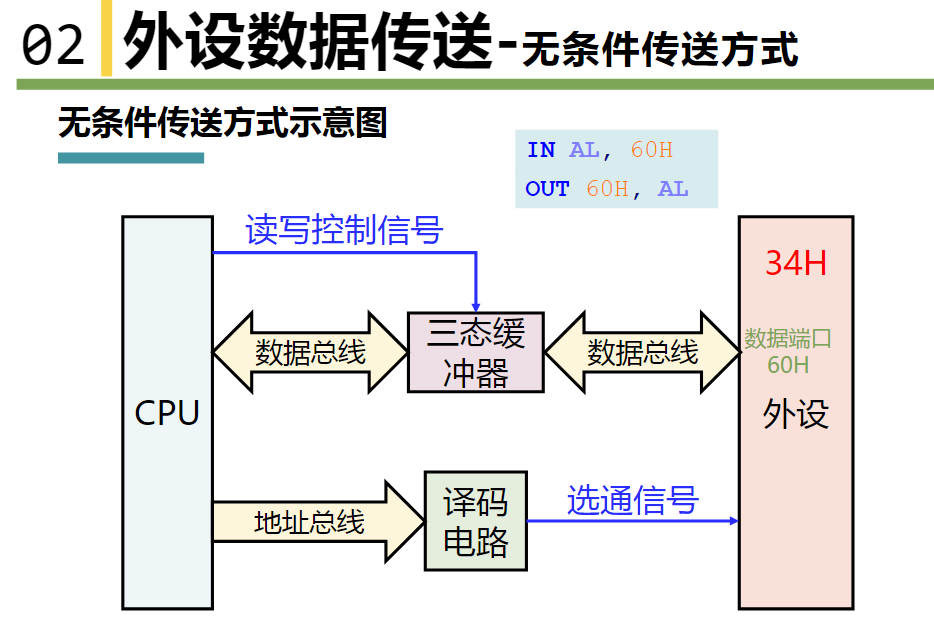 02 外设数据传送-无条件传送方式
无条件传送方式示意图
IN AL, 60H
OUT 60H, AL
读写控制信号
34H
数据总线
三态缓
冲器
数据总线
数据端口
60H
CPU
外设
地址总线
译码
电路
选通信号